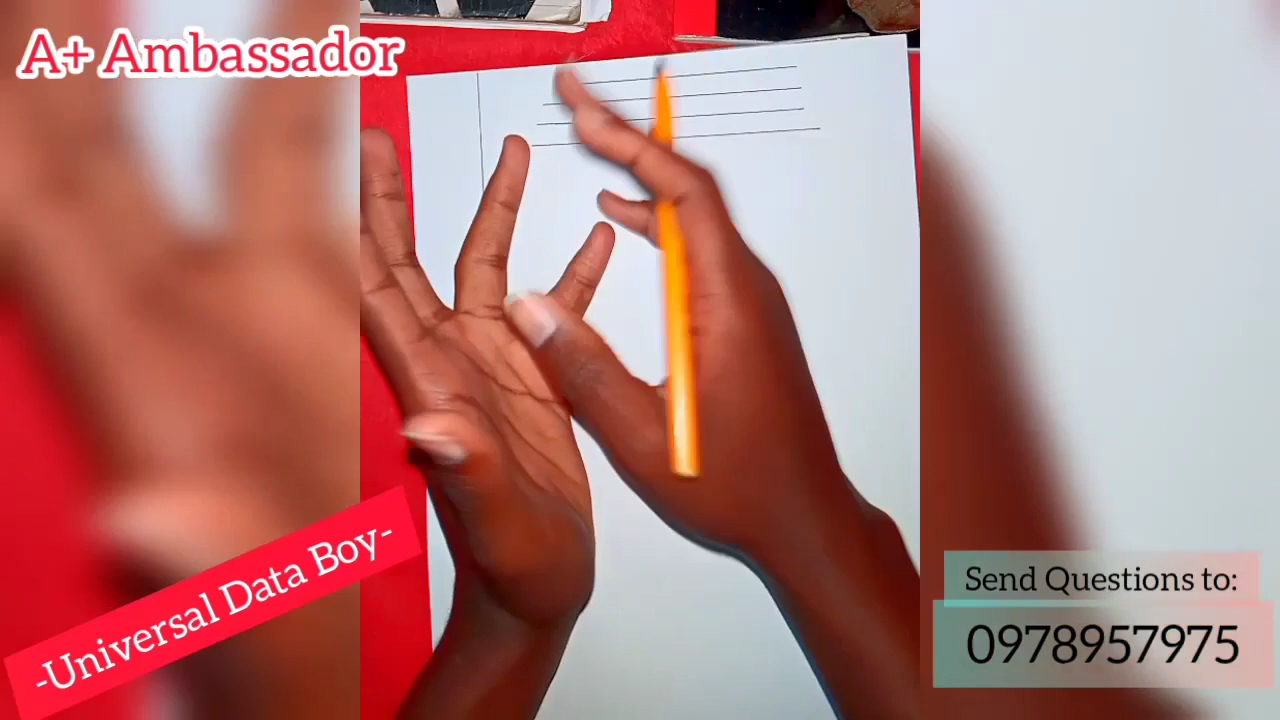 A+ Ambassador
-Universal Data Boy-
Send Questions to:
0978957975